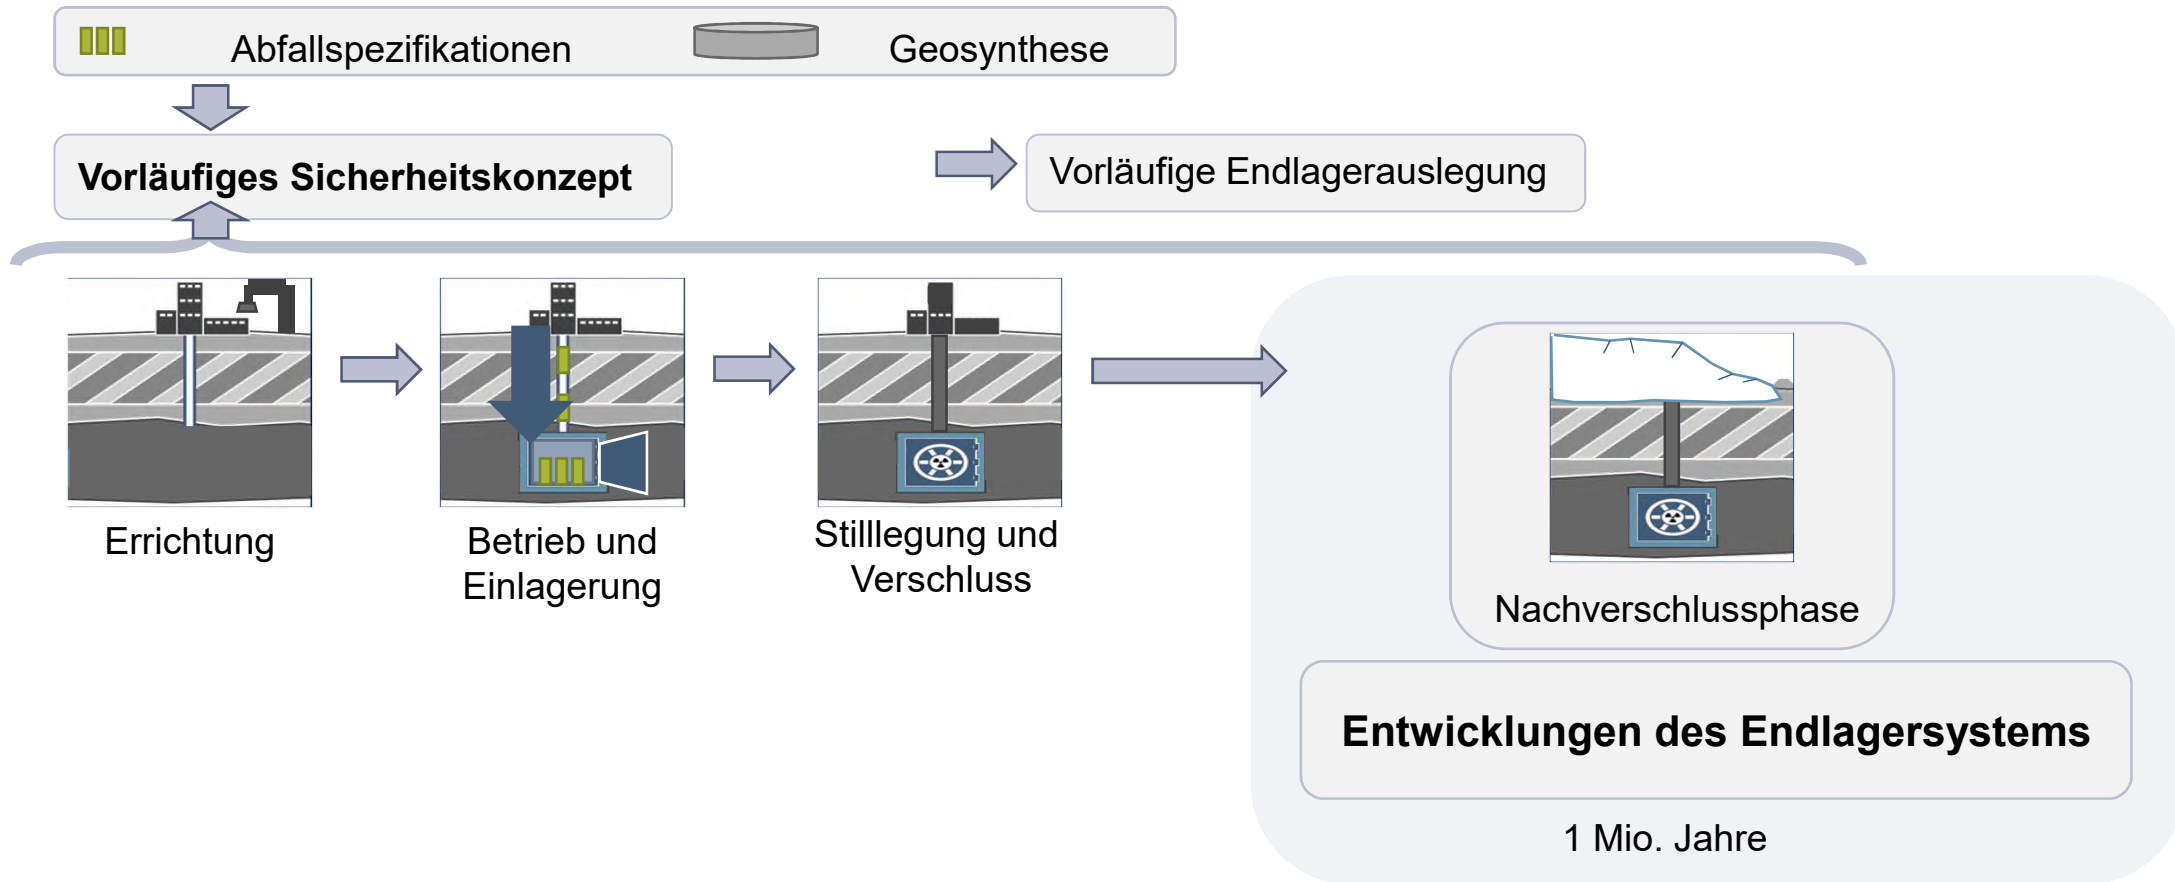 Abfallspezifikationen
Geosynthese
Vorläufiges Sicherheitskonzept
Vorläufige Endlagerauslegung
Errichtung
Betrieb und
Einlagerung
Stilllegung und
Verschluss
Nachverschlussphase
Entwicklungen des Endlagersystems
1 Mio. Jahre